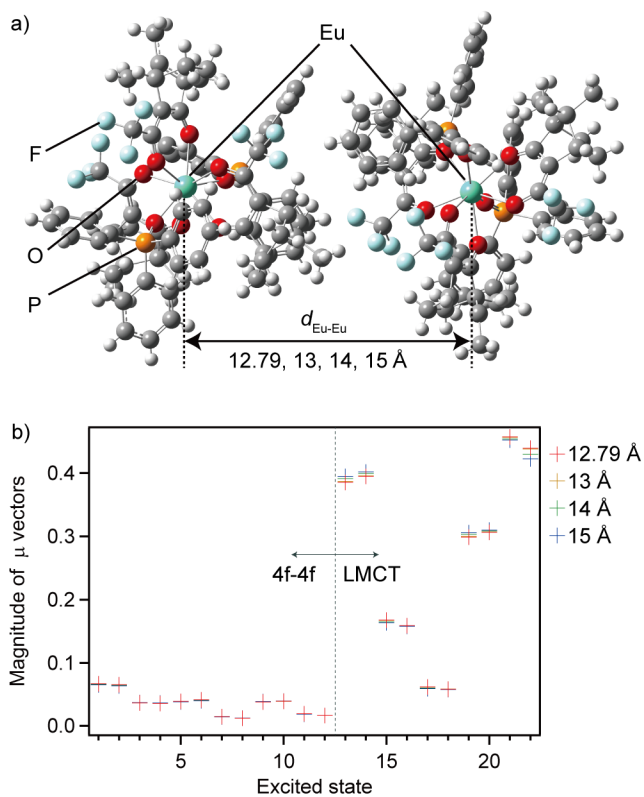 a)
Eu
F
O
P
d Eu-Eu
12.79, 13, 14, 15 Å
b)
Magnitude of μ vectors
0.4
0.3
0.2
0.1
0.0
4f-4f
LMCT
12.79 Å
13 Å
14 Å
15 Å
5
10
15
20
Excited state